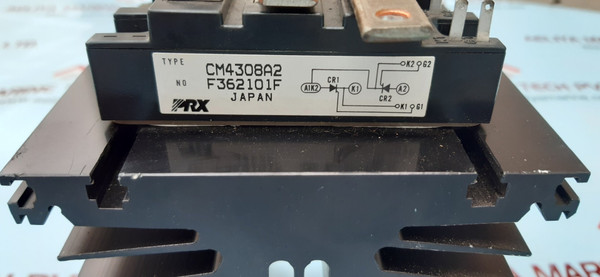 TYPE CM4308A2
NO F362101F
PRX JAPAN
A1K2 CR1 K1 CR2 A2 K2 G2
K1 G1